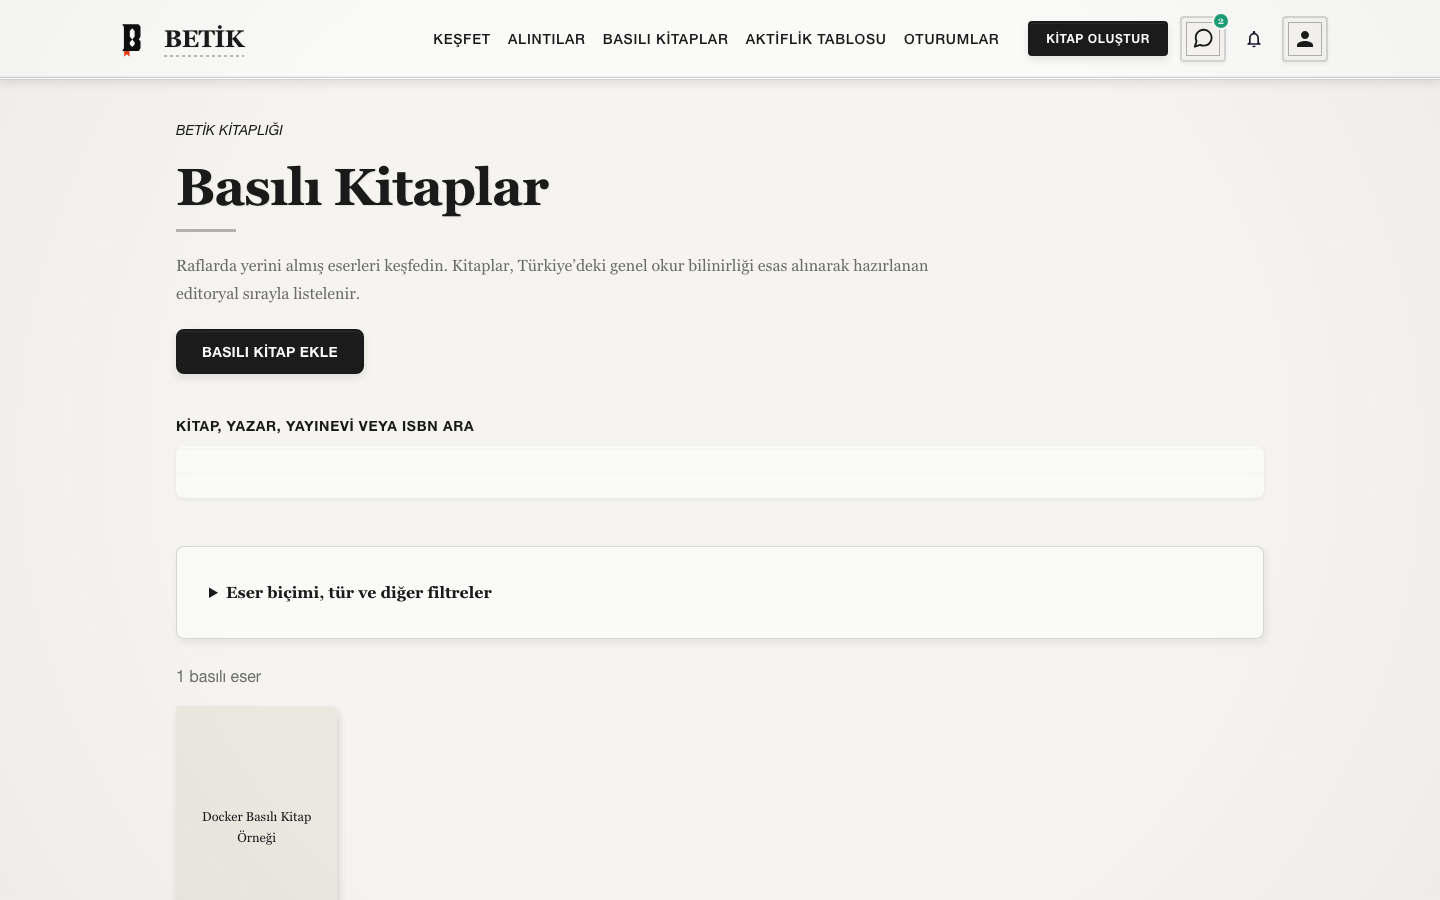 BETİK
KEŞFET
ALINTILAR
BASILI KİTAPLAR
AKTİFLİK TABLOSU
OTURUMLAR
KİTAP OLUŞTUR
2
BETİK KİTAPLIĞI
Basılı Kitaplar
Raflarda yerini almış eserleri keşfedin. Kitaplar, Türkiye’deki genel okur bilinirliği esas alınarak hazırlanan
editoryal sırayla listelenir.
BASILI KİTAP EKLE
KİTAP, YAZAR, YAYINEVİ VEYA ISBN ARA
Eser biçimi, tür ve diğer filtreler
1 basılı eser
Docker Basılı Kitap
Örneği